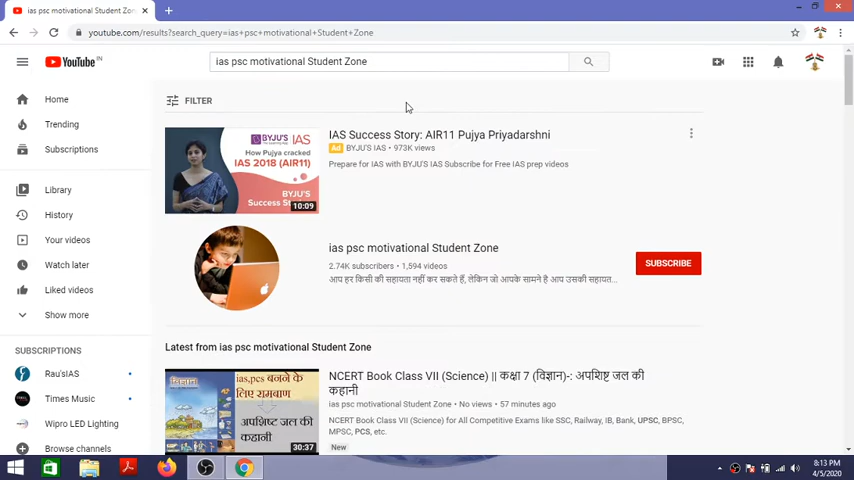 ias psc motivational Student Zon
youtube.com/results?search_query=ias+psc+motivational+Student+Zone
YouTube IN
ias psc motivational Student Zone
Home
Trending
Subscriptions
Library
History
Your videos
Watch later
Liked videos
Show more
SUBSCRIPTIONS
Rau'sIAS
Times Music
Wipro LED Lighting
Browse channels
FILTER
BYJU'S IAS
How Pujya cracked
IAS 2018 (AIR11)
BYJU'S
Success S
10:09
IAS Success Story: AIR11 Pujya Priyadarshni
Ad BYJU'S IAS • 973K views
Prepare for IAS with BYJU'S IAS Subscribe for Free IAS prep videos
ias psc motivational Student Zone
2.74K subscribers • 1,594 videos
आप हर किसी की सहायता नहीं कर सकते हैं, लेकिन जो आपके सामने है आप उसकी सहायत...
SUBSCRIBE
Latest from ias psc motivational Student Zone
विज्ञान
ias,pcs बनने के
लिए रामबाण
अपशिष्ट जल की
कहानी
30:37
NCERT Book Class VII (Science) || कक्षा 7 (विज्ञान)-: अपशिष्ट जल की
कहानी
ias psc motivational Student Zone • No views • 57 minutes ago
NCERT Book Class VII (Science) for All Competitive Exams like SSC, Railway, IB, Bank, UPSC, BPSC,
MPSC, PCS, etc.
New
8:13 PM
4/5/2020